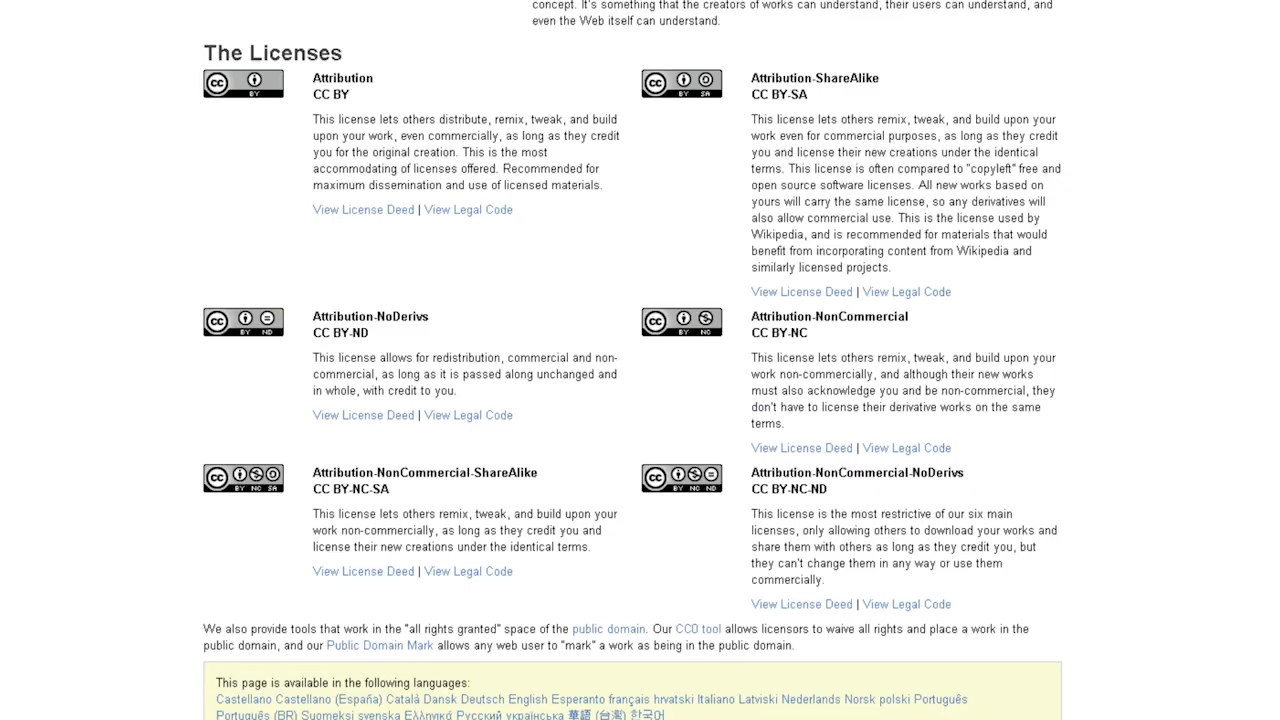 concept. It's something that the creators of works can understand, their users can understand, and
even the Web itself can understand.
The Licenses
cc BY
Attribution
CC BY
This license lets others distribute, remix, tweak, and build
upon your work, even commercially, as long as they credit
you for the original creation. This is the most
accommodating of licenses offered. Recommended for
maximum dissemination and use of licensed materials.
View License Deed | View Legal Code
cc BY SA
Attribution-ShareAlike
CC BY-SA
This license lets others remix, tweak, and build upon your
work even for commercial purposes, as long as they credit
you and license their new creations under the identical
terms. This license is often compared to "copyleft" free and
open source software licenses. All new works based on
yours will carry the same license, so any derivatives will
also allow commercial use. This is the license used by
Wikipedia, and is recommended for materials that would
benefit from incorporating content from Wikipedia and
similarly licensed projects.
View License Deed | View Legal Code
cc BY ND
Attribution-NoDerivs
CC BY-ND
This license allows for redistribution, commercial and non-
commercial, as long as it is passed along unchanged and
in whole, with credit to you.
View License Deed | View Legal Code
cc BY NC
Attribution-NonCommercial
CC BY-NC
This license lets others remix, tweak, and build upon your
work non-commercially, and although their new works
must also acknowledge you and be non-commercial, they
don't have to license their derivative works on the same
terms.
View License Deed | View Legal Code
cc BY NC SA
Attribution-NonCommercial-ShareAlike
CC BY-NC-SA
This license lets others remix, tweak, and build upon your
work non-commercially, as long as they credit you and
license their new creations under the identical terms.
View License Deed | View Legal Code
cc BY NC ND
Attribution-NonCommercial-NoDerivs
CC BY-NC-ND
This license is the most restrictive of our six main
licenses, only allowing others to download your works and
share them with others as long as they credit you, but
they can't change them in any way or use them
commercially.
View License Deed | View Legal Code
We also provide tools that work in the "all rights granted" space of the public domain. Our CC0 tool allows licensors to waive all rights and place a work in the
public domain, and our Public Domain Mark allows any web user to "mark" a work as being in the public domain.
This page is available in the following languages:
Castellano Castellano (España) Català Dansk Deutsch English Esperanto français hrvatski Italiano Latviski Nederlands Norsk polski Português
Português (BR) Suomeksi svenska Ελληνικά Русский українська 華語 (台灣) 한국어